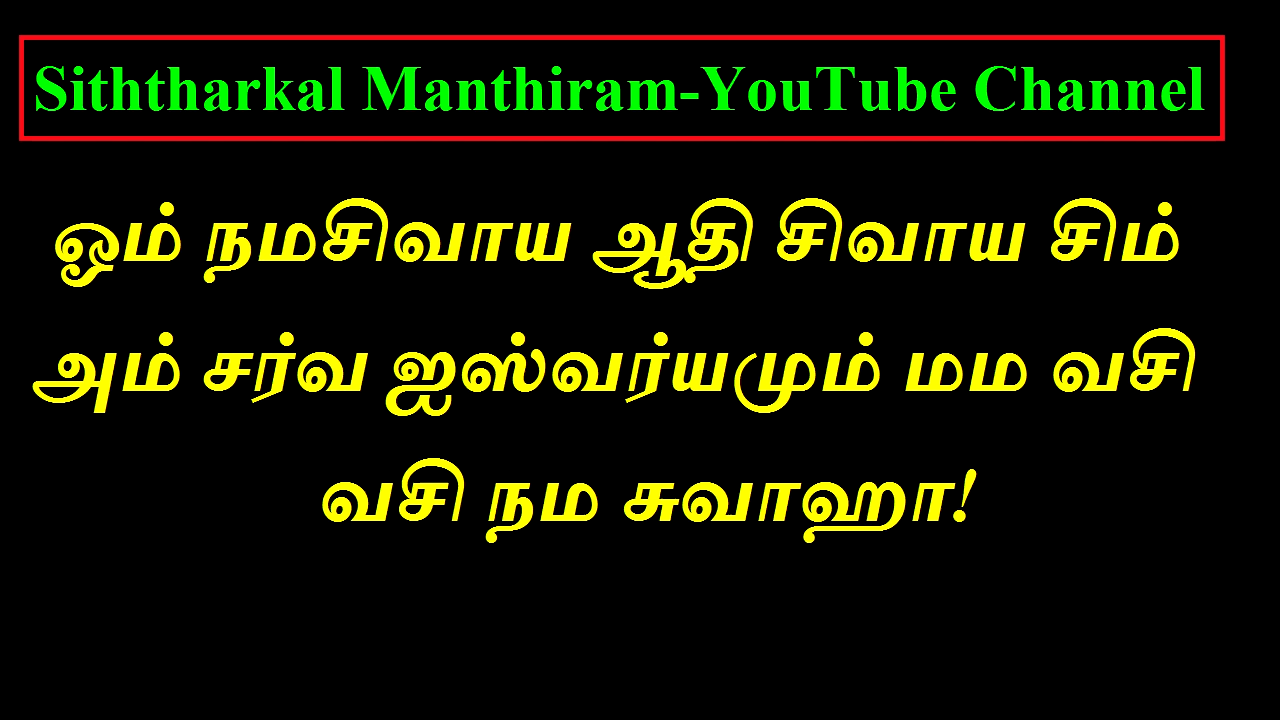 Siththarkal Manthiram-YouTube Channel
ஓம் நமசிவாய ஆதி சிவாய சிம்
அம் சர்வ ஐஸ்வர்யமும் மம வசி
வசி நம சுவாஹா!